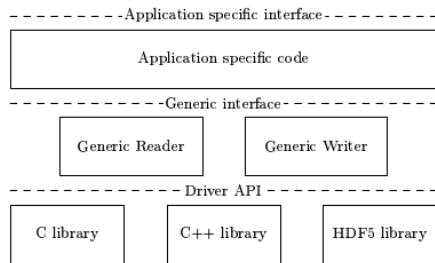 Application specific interface
Application specific code
Generic interface
Generic Reader
Generic Writer
Driver API
C library
C++ library
HDF5 library